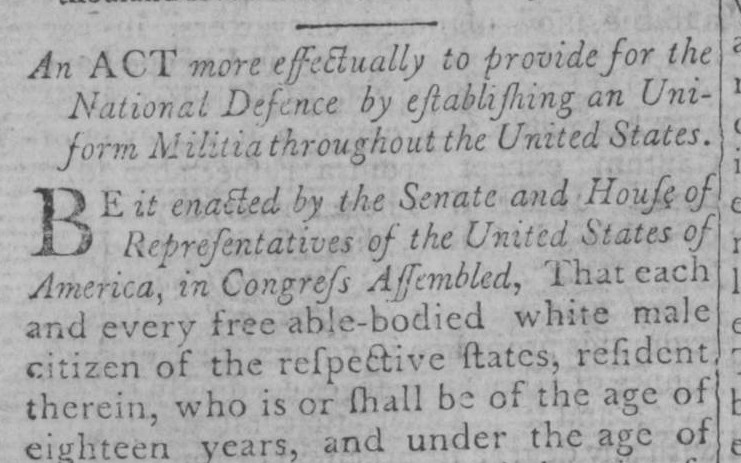 An ACT more effectually to provide for the
National Defence by eſtabliſhing an Uni-
form Militia throughout the United States.
BE it enacted by the Senate and Houſe of
Repreſentatives of the United States of
America, in Congreſs Aſſembled, That each
and every free able-bodied white male
citizen of the reſpective ſtates, reſident
therein, who is or ſhall be of the age of
eighteen years, and under the age of